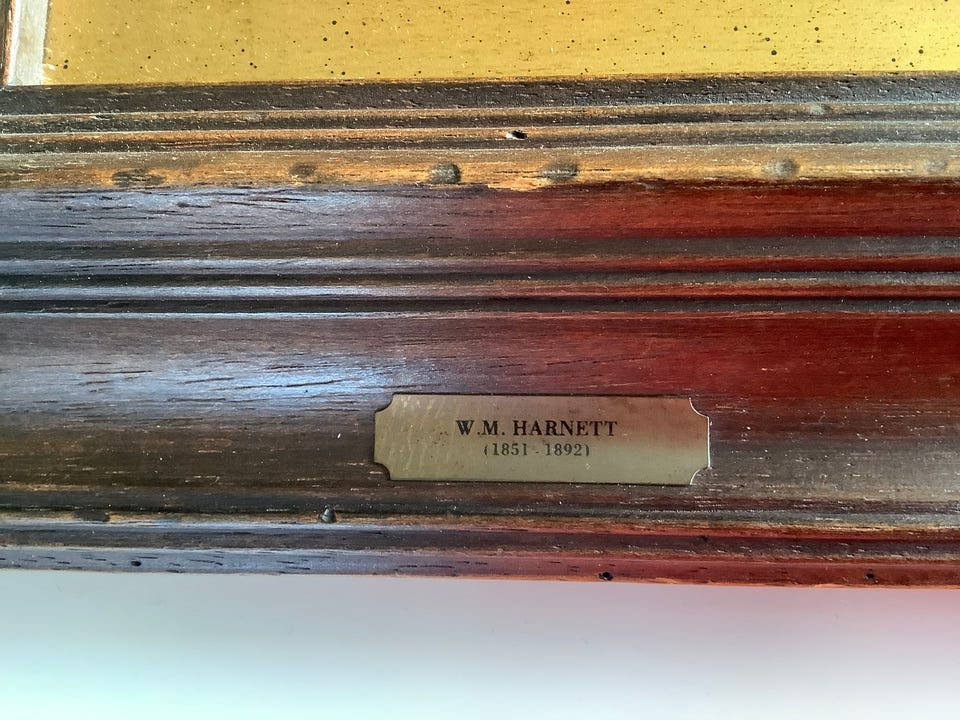 W.M. HARNETT
(1851 - 1892)